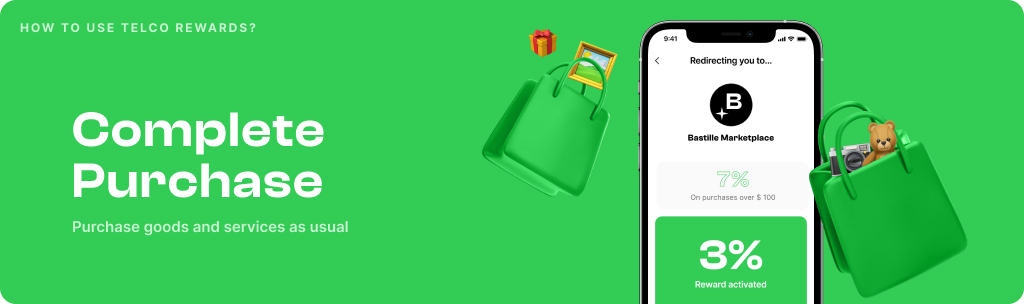 HOW TO USE TELCO REWARDS?
Complete
Purchase
Purchase goods and services as usual
9:41
Redirecting you to...
B
Bastille Marketplace
7%
On purchases over $ 100
3%
Reward activated